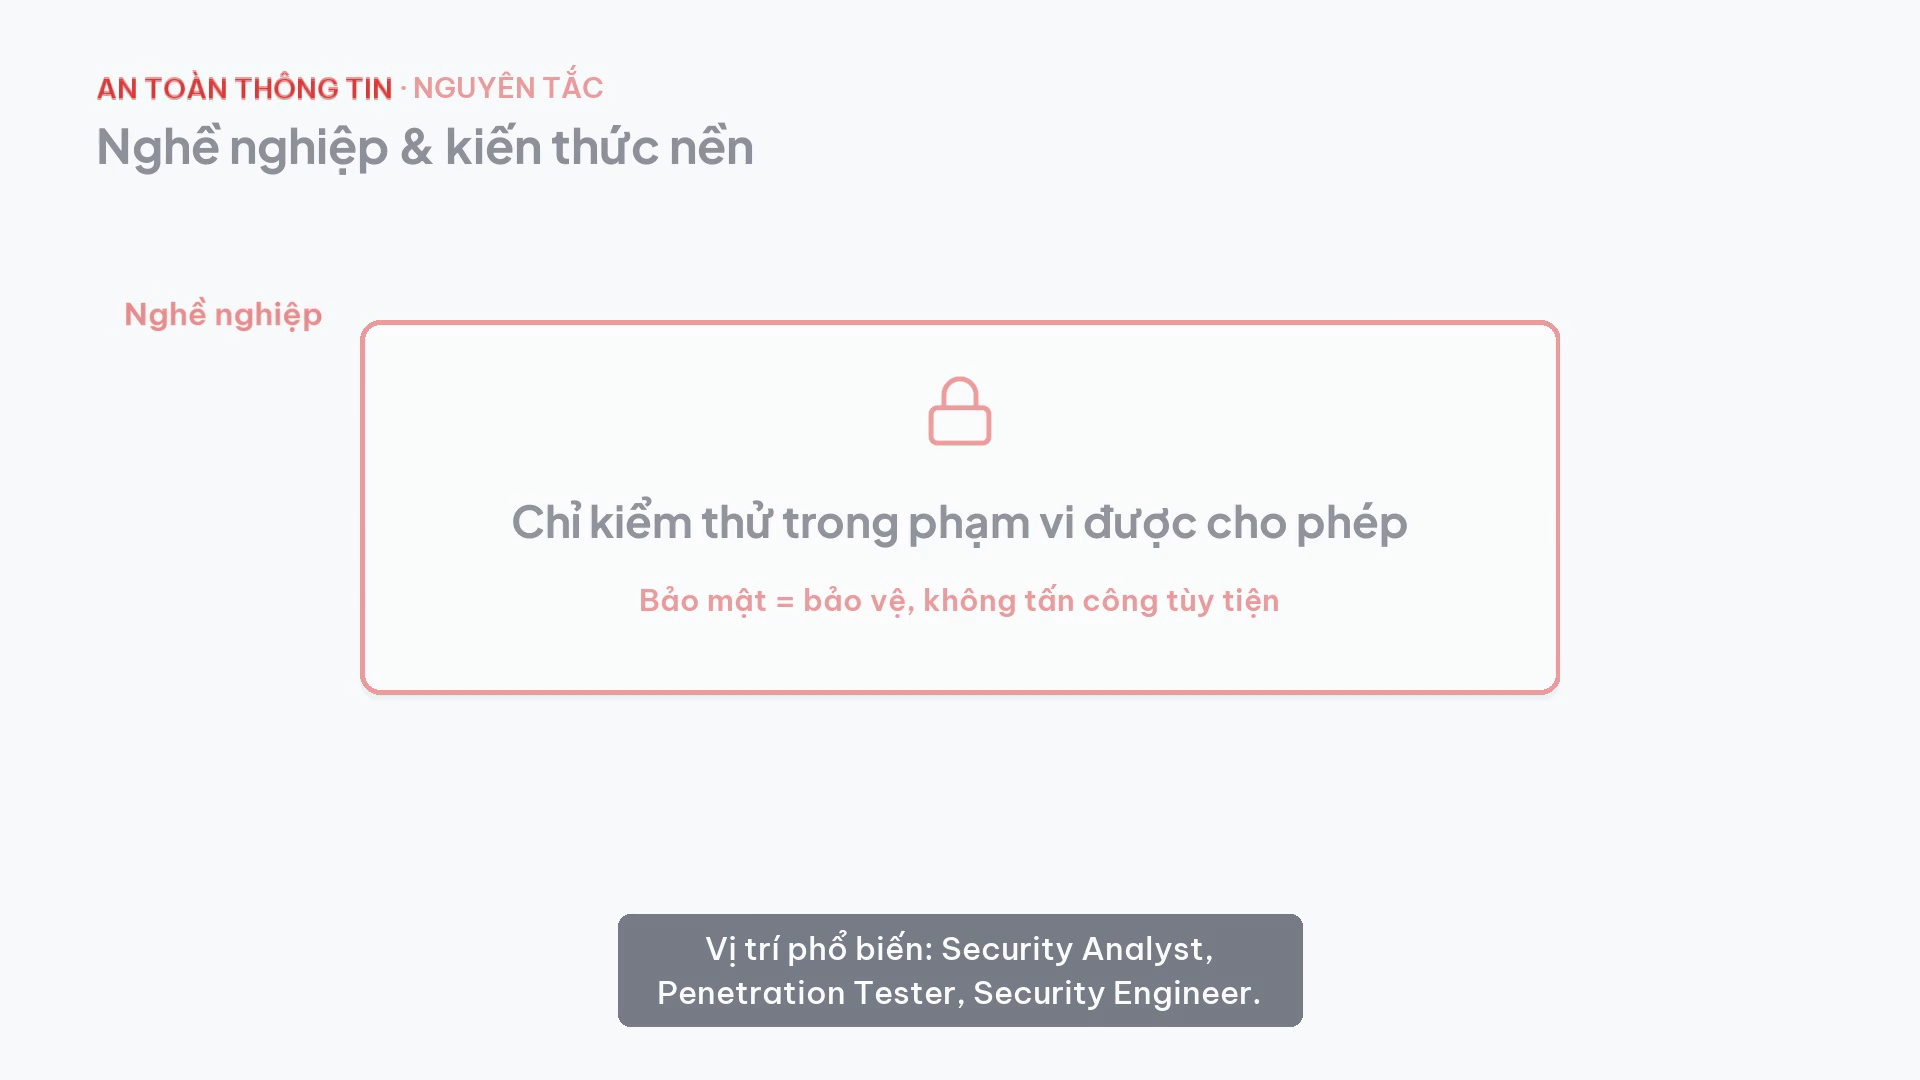 AN TOÀN THÔNG TIN · NGUYÊN TẮC
Nghề nghiệp & kiến thức nền
Nghề nghiệp
Chỉ kiểm thử trong phạm vi được cho phép
Bảo mật = bảo vệ, không tấn công tùy tiện
Vị trí phổ biến: Security Analyst,
Penetration Tester, Security Engineer.